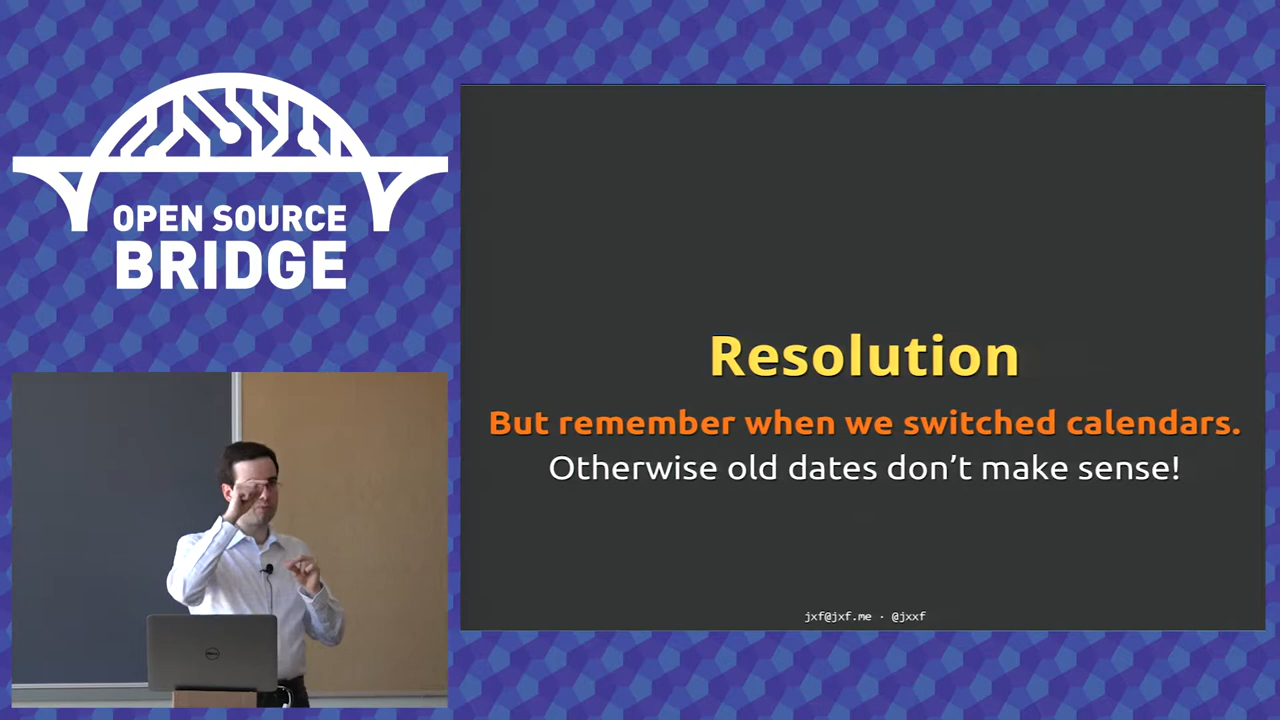 OPEN SOURCE
BRIDGE
Resolution
But remember when we switched calendars.
Otherwise old dates don’t make sense!
jxf@jxf.me · @jxxf
DELL